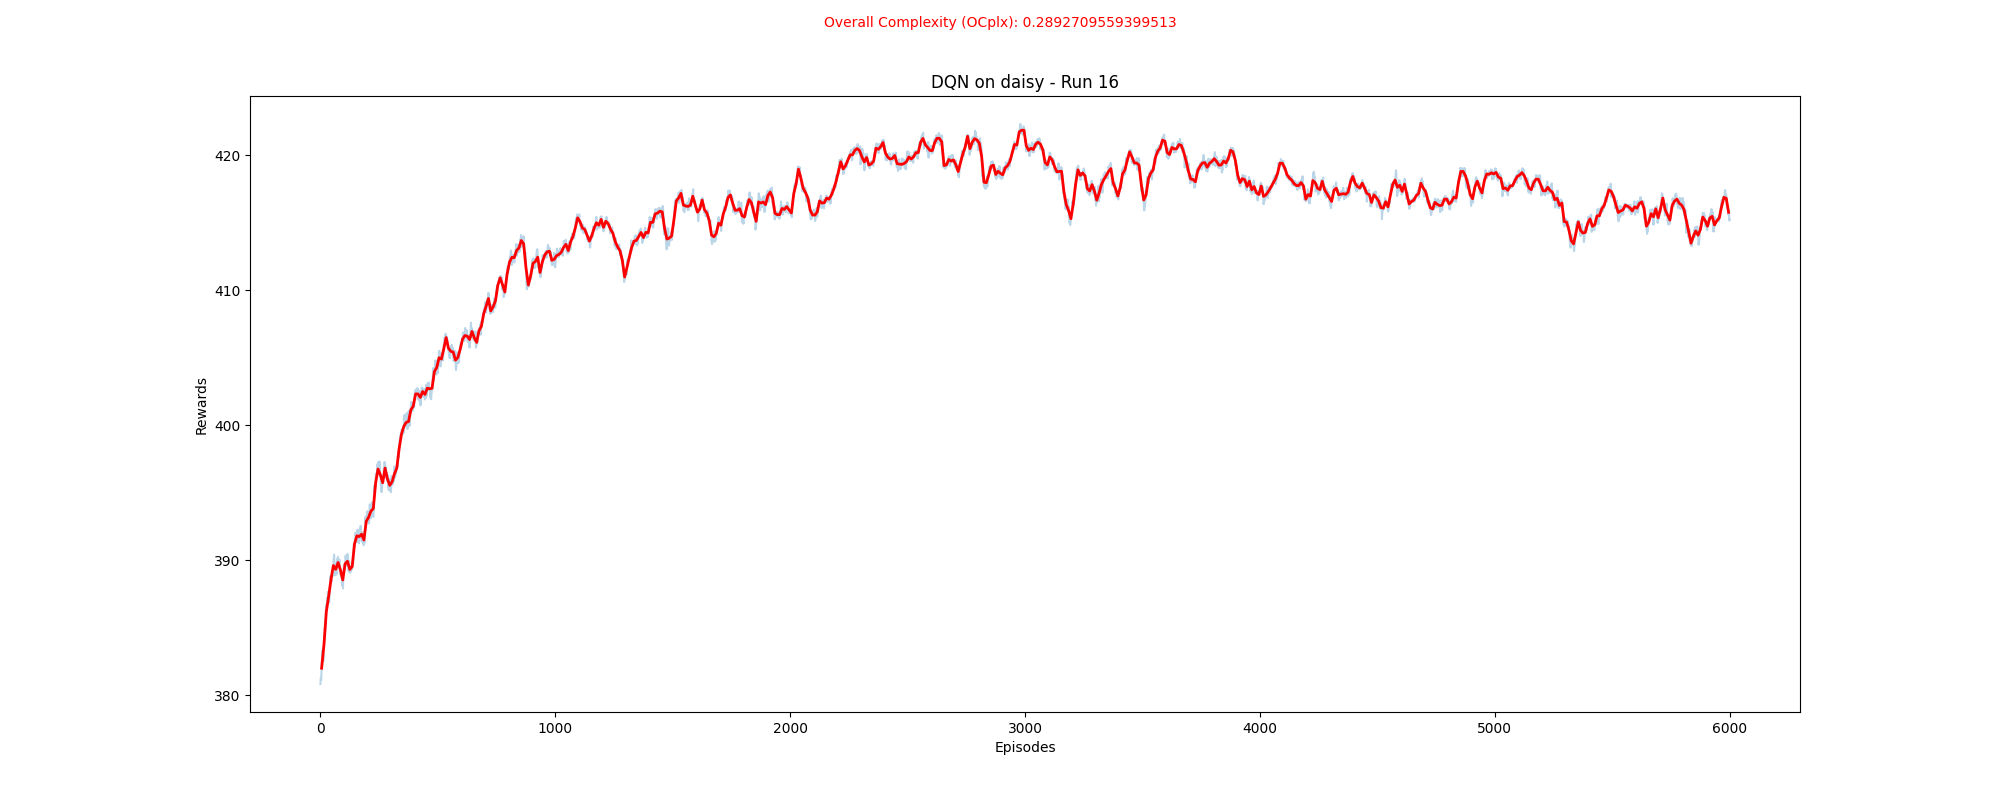 Overall Complexity (OCplx): 0.2892709559399513
DQN on daisy - Run 16
420
410
400
390
380
Rewards
0 1000 2000 3000 4000 5000 6000
Episodes